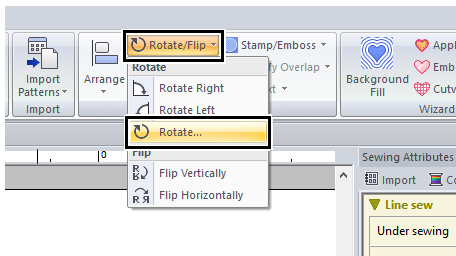 Rotate/Flip
Stamp/Emboss
Import
Patterns
Arrange
Rotate
Overlap
Background
Fill
Rotate Right
Rotate Left
Import
Wizard
Rotate...
0
Flip
Flip Vertically
Flip Horizontally
Sewing Attributes
Import
Line sew
Under sewing